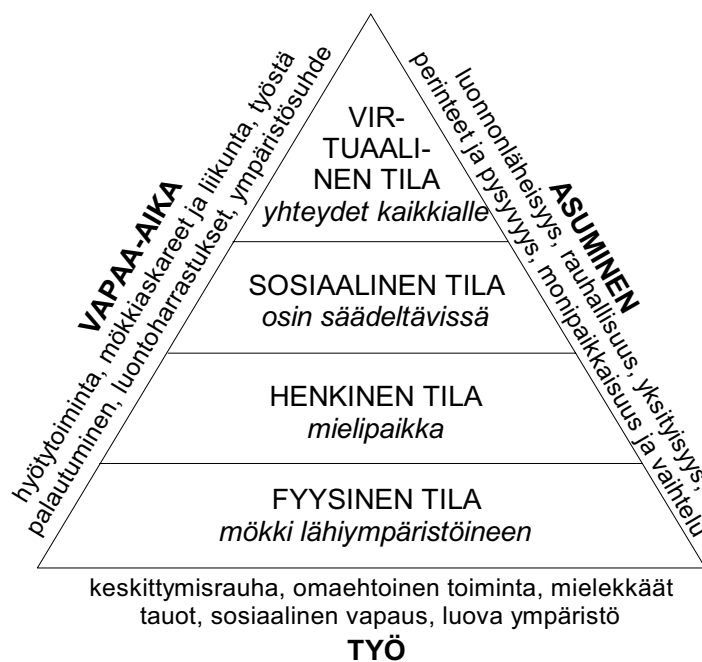 VIR-
TUAALI-
NEN TILA
yhteydet kaikkialle
SOSIAALINEN TILA
osin säädeltävissä
HENKINEN TILA
mielipaikka
FYYSINEN TILA
mökki lähiympäristöineen
VAPAA-AIKA
hyötytoiminta, mökkiaskareet ja liikunta, työstä
palautuminen, luontoharrastukset, ympäristösuhde
ASUMINEN
luonnonläheisyys, rauhallisuus, yksityisyys,
perinteet ja pysyvyys, monipaikkaisuus ja vaihtelu
keskittymisrauha, omaehtoinen toiminta, mielekkäät
tauot, sosiaalinen vapaus, luova ympäristö
TYÖ